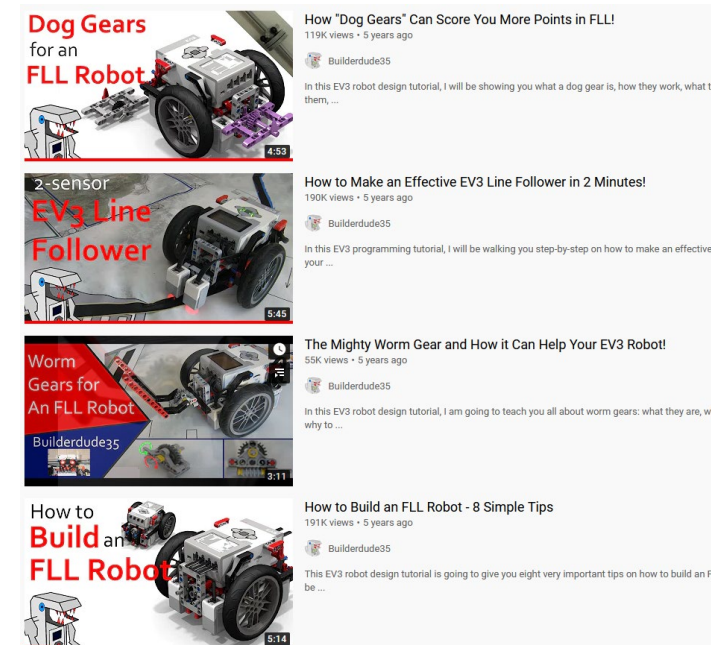 Dog Gears
for an
FLL Robot
4:53
How "Dog Gears" Can Score You More Points in FLL!
119K views • 5 years ago
Builderdude35
In this EV3 robot design tutorial, I will be showing you what a dog gear is, how they work, what t
them, ...
2-sensor
EV3 Line
Follower
5:45
How to Make an Effective EV3 Line Follower in 2 Minutes!
190K views • 5 years ago
Builderdude35
In this EV3 programming tutorial, I will be walking you step-by-step on how to make an effective
your ...
Worm
Gears for
An FLL Robot
Builderdude35
3:11
The Mighty Worm Gear and How it Can Help Your EV3 Robot!
55K views • 5 years ago
Builderdude35
In this EV3 robot design tutorial, I am going to teach you all about worm gears: what they are, w
why to ...
How to
Build an
FLL Robot
5:14
How to Build an FLL Robot - 8 Simple Tips
191K views • 5 years ago
Builderdude35
This EV3 robot design tutorial is going to give you eight very important tips on how to build an F
be ...